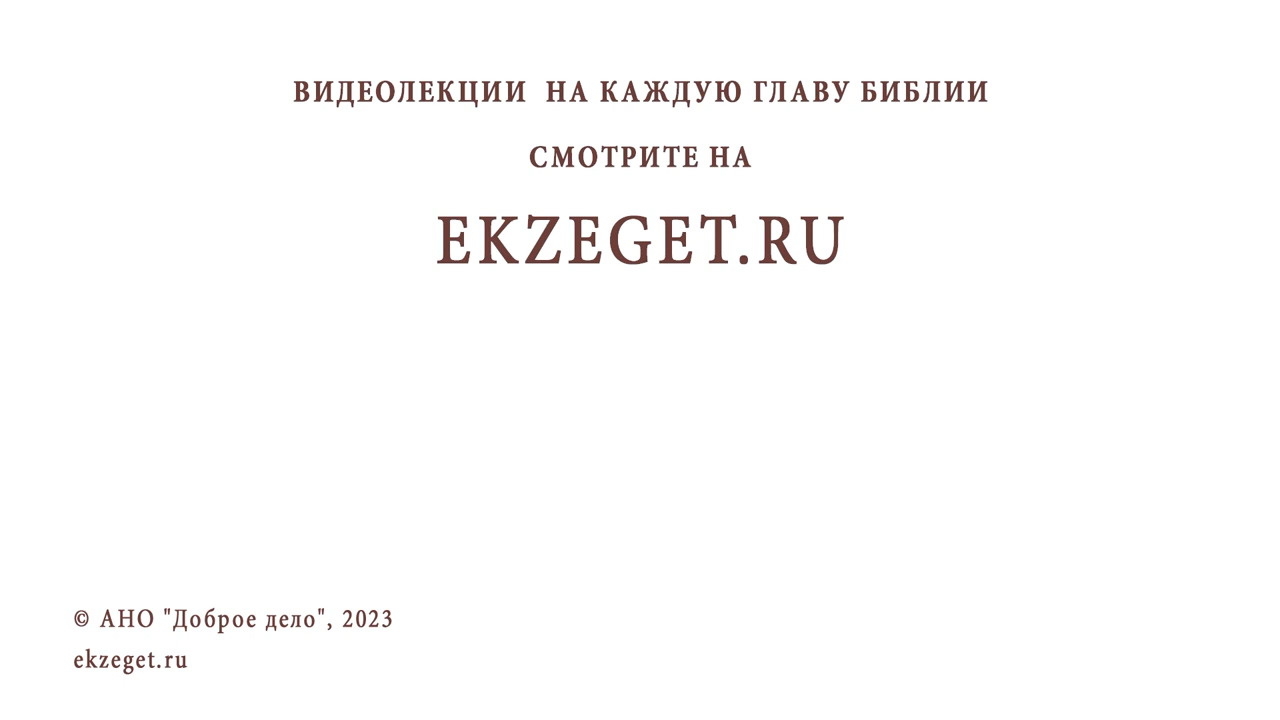 ВИДЕОЛЕКЦИИ НА КАЖДУЮ ГЛАВУ БИБЛИИ
СМОТРИТЕ НА
EKZEGET.RU
© АНО "Доброе дело", 2023
ekzeget.ru